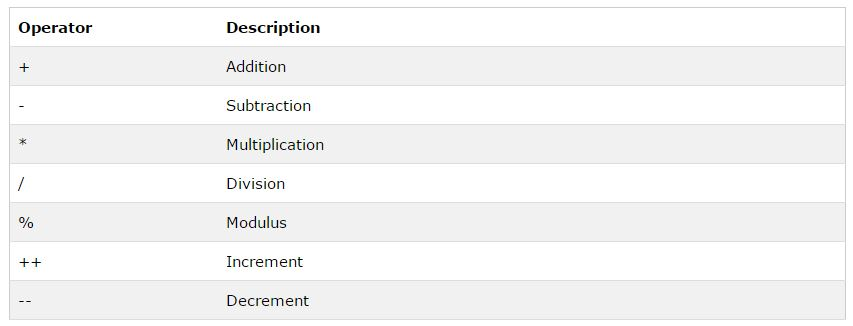 Operator Description
+ Addition
- Subtraction
* Multiplication
/ Division
% Modulus
++ Increment
-- Decrement